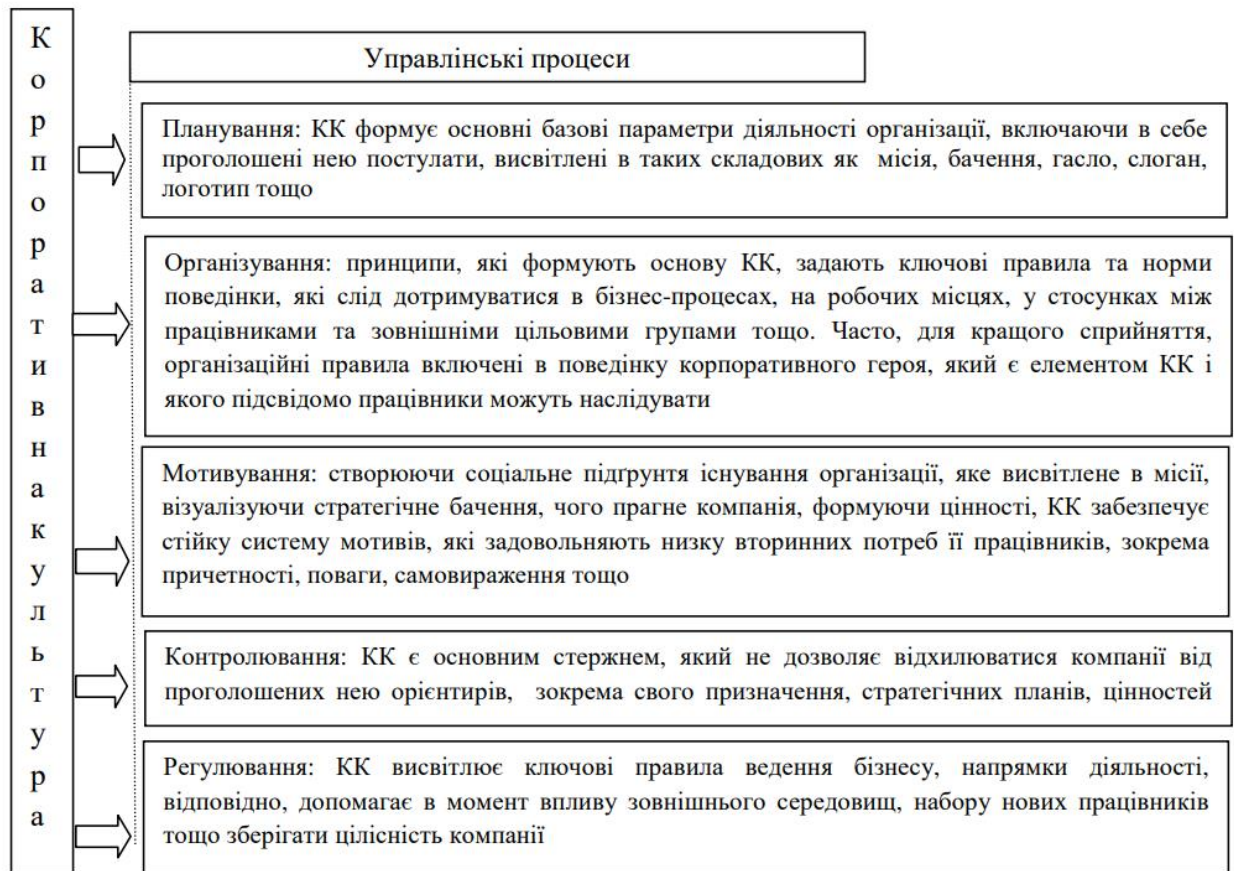 Корпоративна культура
Управлінські процеси
Планування: КК формує основні базові параметри діяльності організації, включаючи в себе
проголошені нею постулати, висвітлені в таких складових як місія, бачення, гасло, слоган,
логотип тощо
Організування: принципи, які формують основу КК, задають ключові правила та норми
поведінки, які слід дотримуватися в бізнес-процесах, на робочих місцях, у стосунках між
працівниками та зовнішніми цільовими групами тощо. Часто, для кращого сприйняття,
організаційні правила включені в поведінку корпоративного героя, який є елементом КК і
якого підсвідомо працівники можуть наслідувати
Мотивування: створюючи соціальне підґрунтя існування організації, яке висвітлене в місії,
візуалізуючи стратегічне бачення, чого прагне компанія, формуючи цінності, КК забезпечує
стійку систему мотивів, які задовольняють низку вторинних потреб її працівників, зокрема
причетності, поваги, самовираження тощо
Контролювання: КК є основним стержнем, який не дозволяє відхилюватися компанії від
проголошених нею орієнтирів, зокрема свого призначення, стратегічних планів, цінностей
Регулювання: КК висвітлює ключові правила ведення бізнесу, напрямки діяльності,
відповідно, допомагає в момент впливу зовнішнього середовищ, набору нових працівників
тощо зберігати цілісність компанії